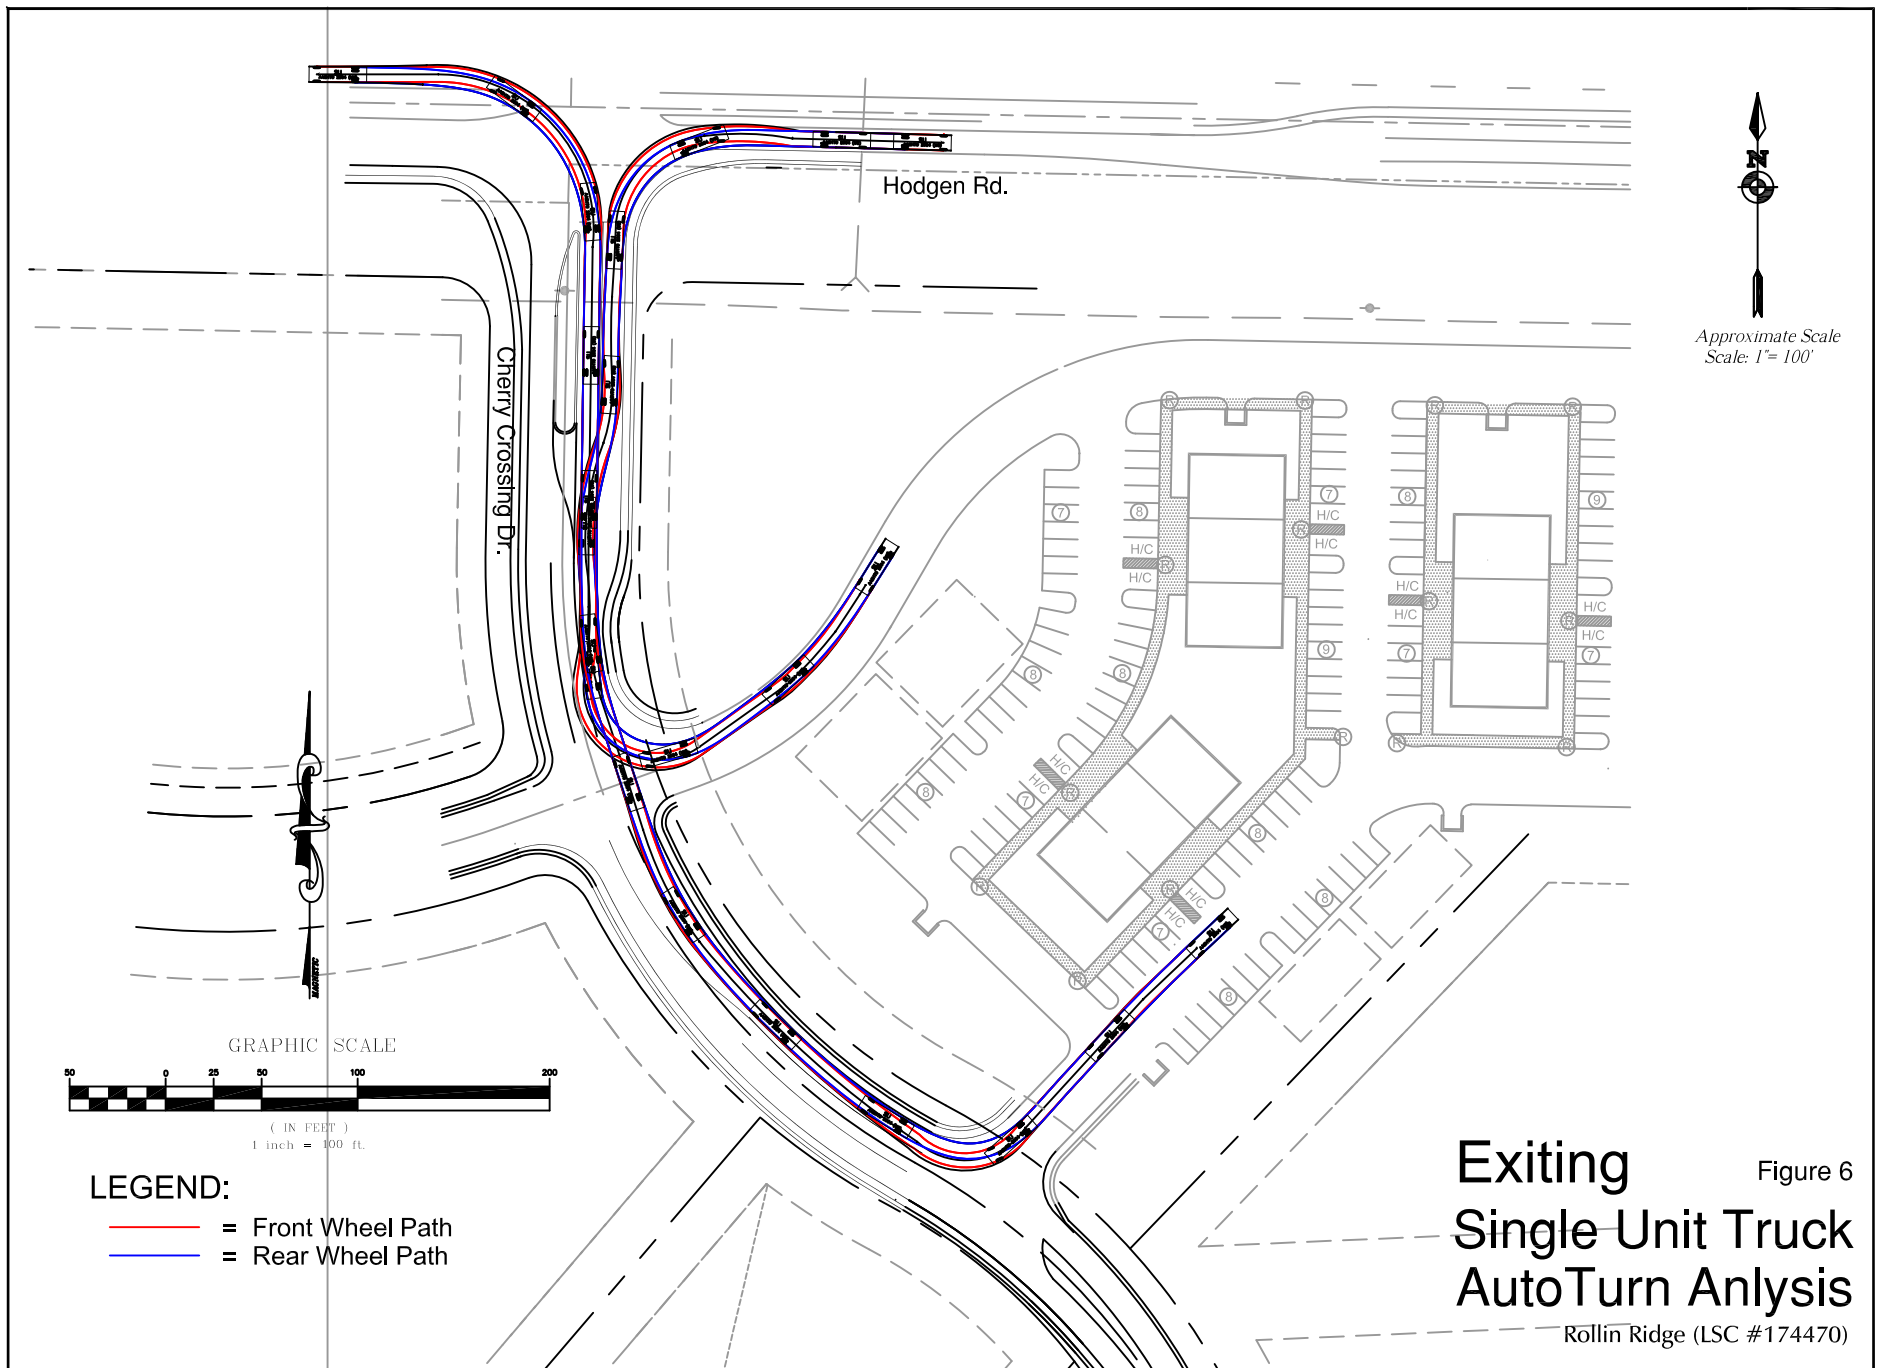 Hodgen Rd.
N
Approximate Scale
Scale: 1"= 100'
Cherry Crossing Dr.
R
R
R
R
7
8
7
8
9
H/C
H/C
R
R
H/C
H/C
H/C
H/C
R
R
H/C
H/C
8
8
9
7
7
R
R
R
H/C
H/C
R
8
7
8
R
R
H/C
H/C
7
8
R
8
MAGNETIC
GRAPHIC SCALE
50 0 25 50 100 200
( IN FEET )
1 inch = 100 ft.
LEGEND:
= Front Wheel Path
= Rear Wheel Path
Exiting
Figure 6
Single Unit Truck
AutoTurn Anlysis
Rollin Ridge (LSC #174470)